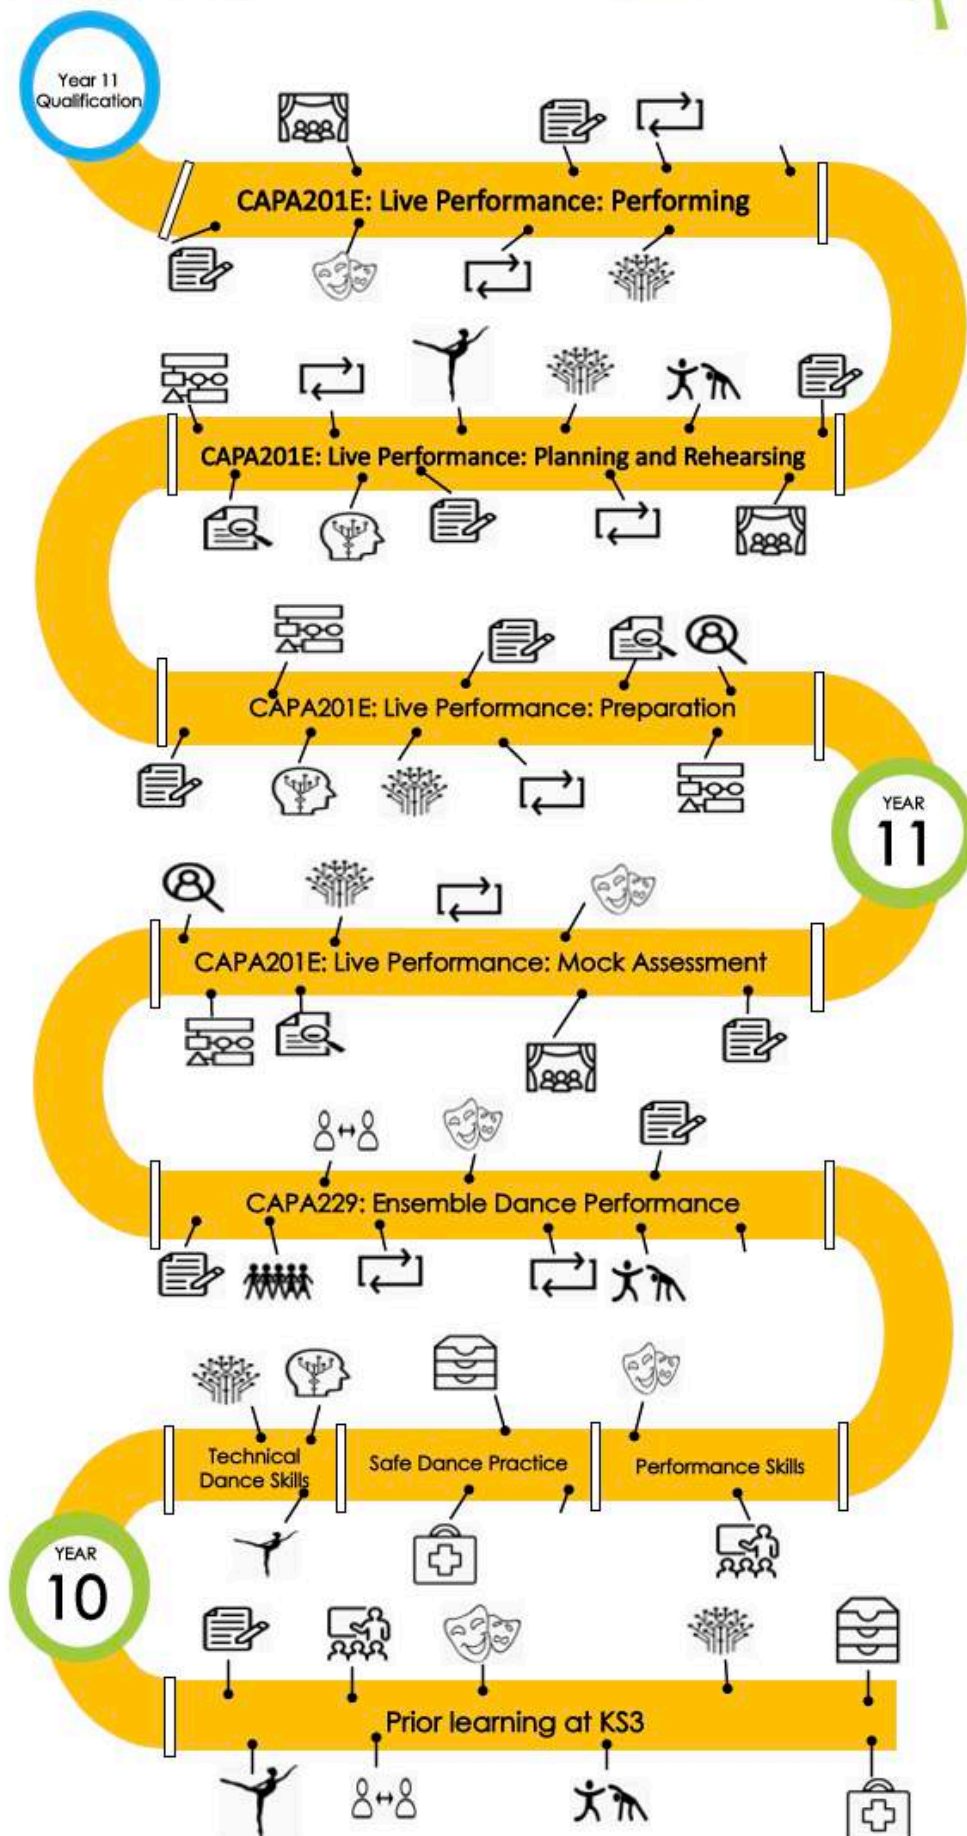 Year 11
Qualification
CAPA201E: Live Performance: Performing
CAPA201E: Live Performance: Planning and Rehearsing
CAPA201E: Live Performance: Preparation
YEAR
11
CAPA201E: Live Performance: Mock Assessment
CAPA229: Ensemble Dance Performance
Technical
Dance Skills
Safe Dance Practice
Performance Skills
YEAR
10
Prior learning at KS3